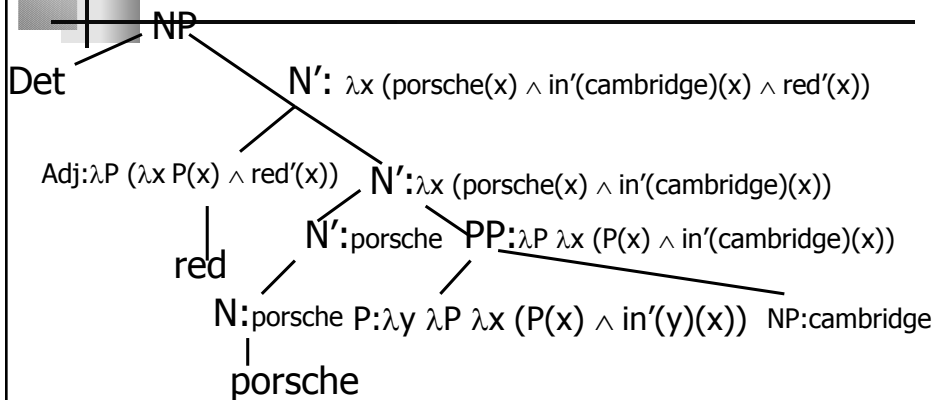 NP
Det N': λx (porsche(x) ∧ in'(cambridge)(x) ∧ red'(x))
Adj:λP (λx P(x) ∧ red'(x)) N':λx (porsche(x) ∧ in'(cambridge)(x))
N':porsche PP:λP λx (P(x) ∧ in'(cambridge)(x))
red
N:porsche P:λy λP λx (P(x) ∧ in'(y)(x)) NP:cambridge
porsche